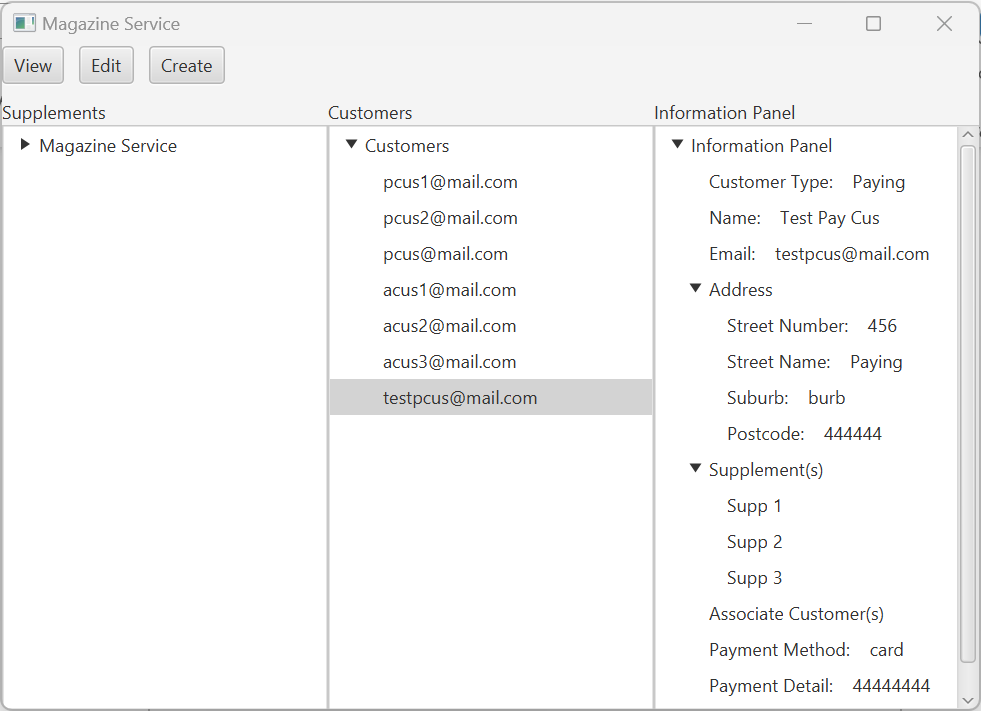 Magazine Service
View Edit Create
Supplements
Magazine Service
Customers
Customers
pcus1@mail.com
pcus2@mail.com
pcus@mail.com
acus1@mail.com
acus2@mail.com
acus3@mail.com
testpcus@mail.com
Information Panel
Information Panel
Customer Type: Paying
Name: Test Pay Cus
Email: testpcus@mail.com
Address
Street Number: 456
Street Name: Paying
Suburb: burb
Postcode: 444444
Supplement(s)
Supp 1
Supp 2
Supp 3
Associate Customer(s)
Payment Method: card
Payment Detail: 44444444